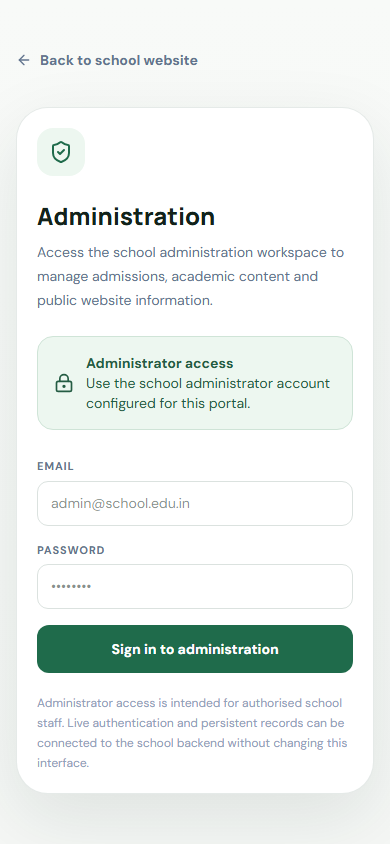 Back to school website
Administration
Access the school administration workspace to
manage admissions, academic content and
public website information.
Administrator access
Use the school administrator account
configured for this portal.
EMAIL
admin@school.edu.in
PASSWORD
••••••••
Sign in to administration
Administrator access is intended for authorised school
staff. Live authentication and persistent records can be
connected to the school backend without changing this
interface.